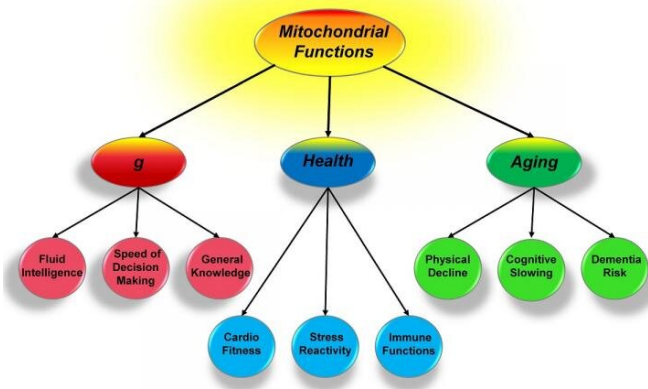 Mitochondrial
Functions
g
Health
Aging
Fluid
Intelligence
Speed of
Decision
Making
General
Knowledge
Physical
Decline
Cognitive
Slowing
Dementia
Risk
Cardio
Fitness
Stress
Reactivity
Immune
Functions